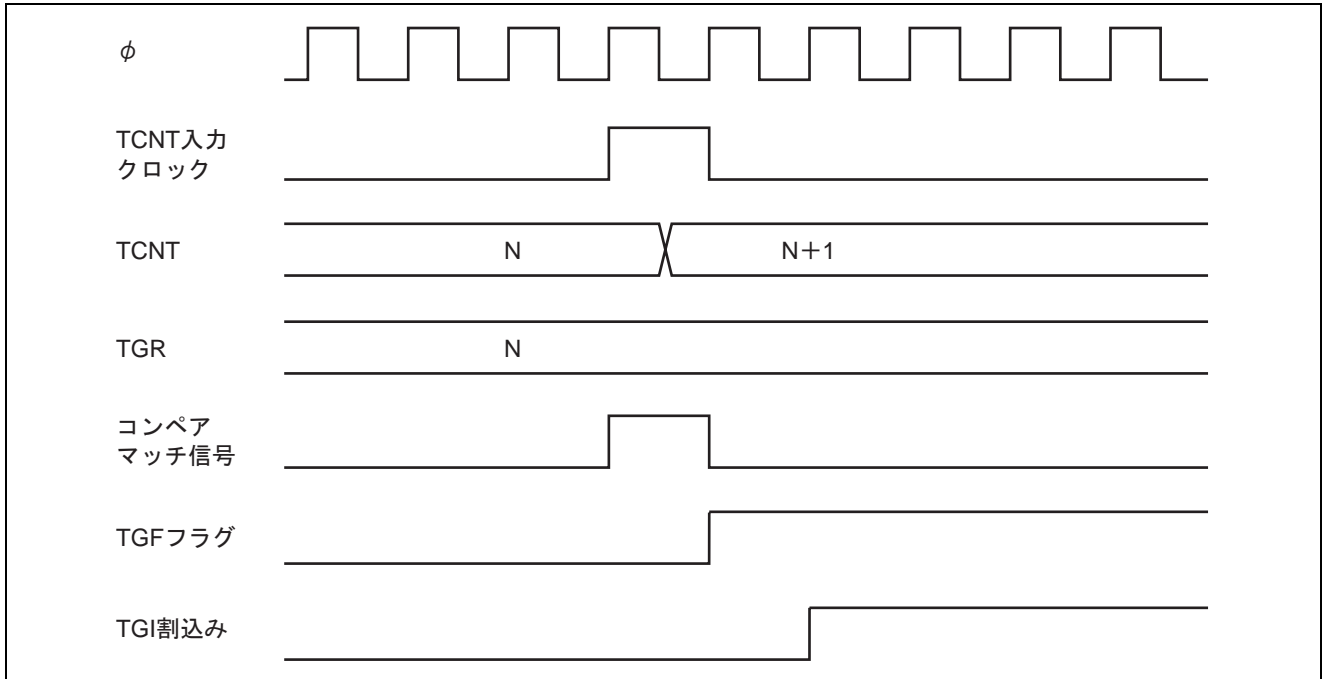 φ
TCNT入力
クロック
TCNT
N
N+1
TGR
N
コンペア
マッチ信号
TGFフラグ
TGI割込み